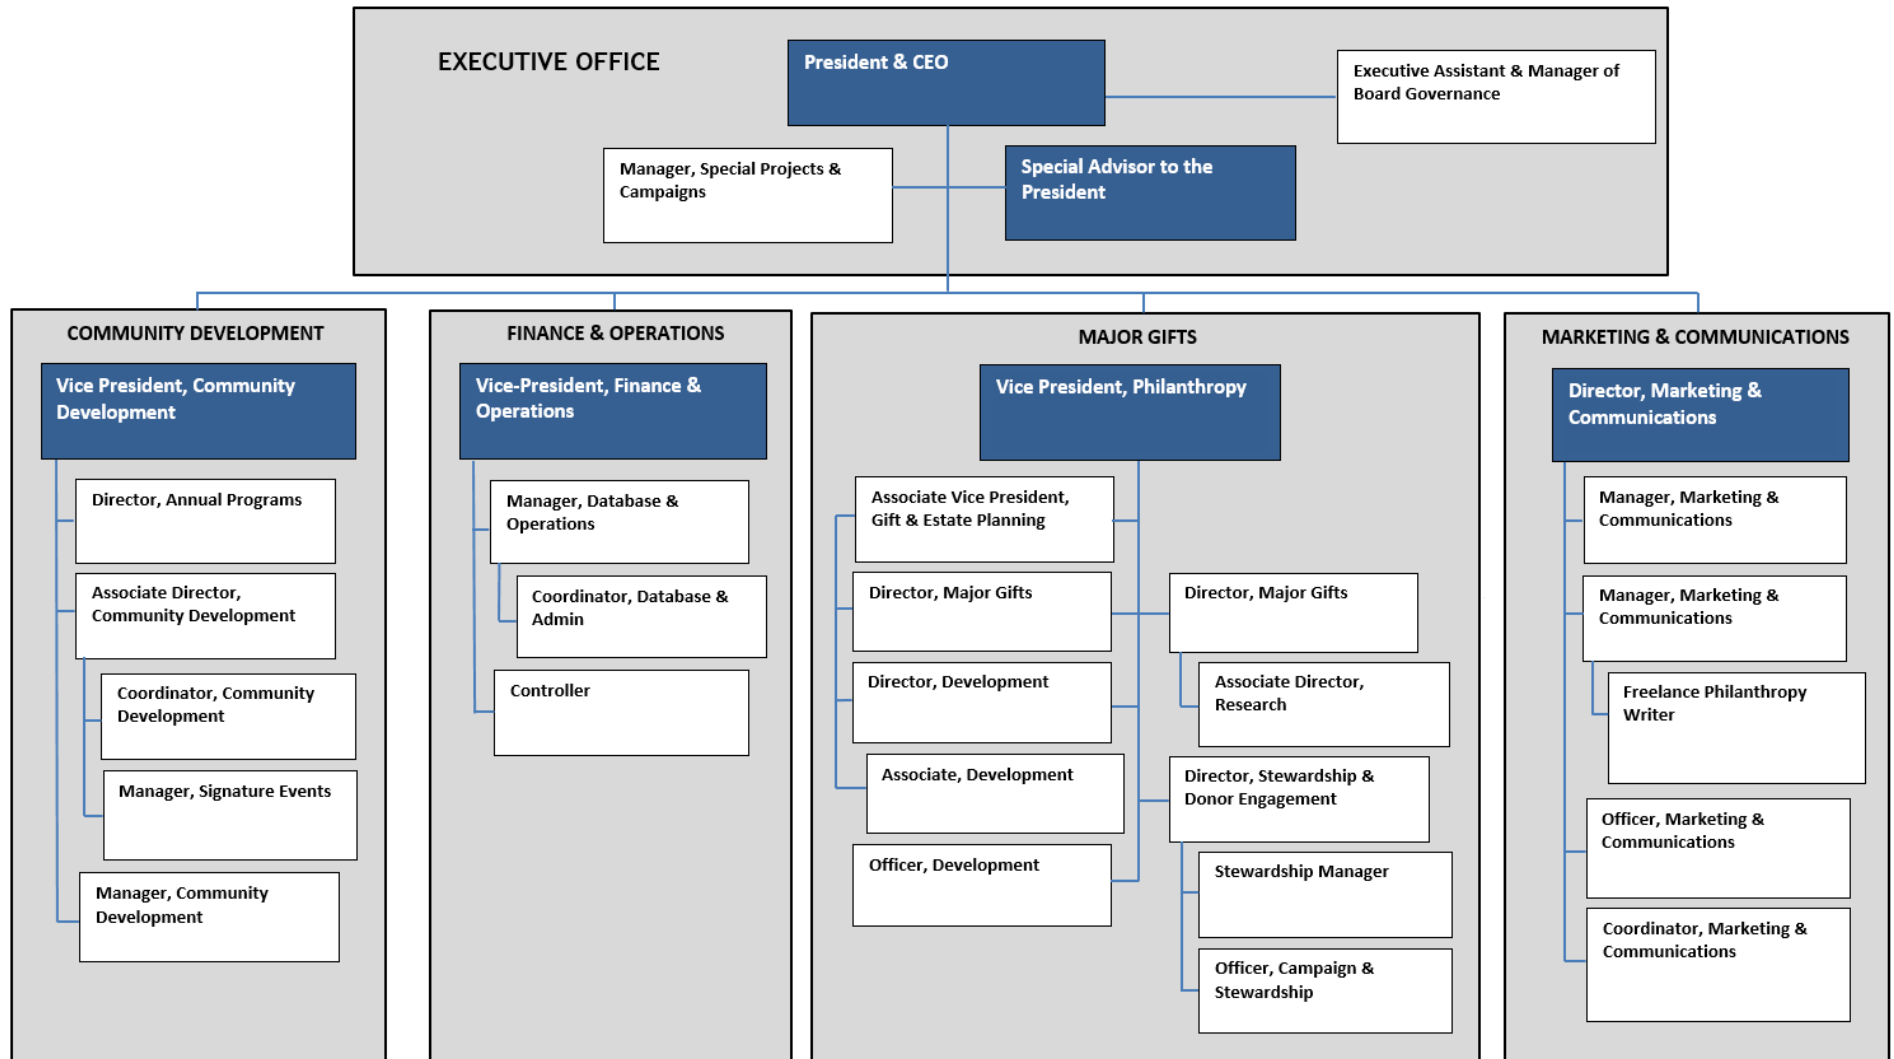 EXECUTIVE OFFICE
President & CEO
Executive Assistant & Manager of
Board Governance
Manager, Special Projects &
Campaigns
Special Advisor to the
President
COMMUNITY DEVELOPMENT
Vice President, Community
Development
Director, Annual Programs
Associate Director,
Community Development
Coordinator, Community
Development
Manager, Signature Events
Manager, Community
Development
FINANCE & OPERATIONS
Vice-President, Finance &
Operations
Manager, Database &
Operations
Coordinator, Database &
Admin
Controller
MAJOR GIFTS
Vice President, Philanthropy
Associate Vice President,
Gift & Estate Planning
Director, Major Gifts
Director, Development
Associate, Development
Officer, Development
Director, Major Gifts
Associate Director,
Research
Director, Stewardship &
Donor Engagement
Stewardship Manager
Officer, Campaign &
Stewardship
MARKETING & COMMUNICATIONS
Director, Marketing &
Communications
Manager, Marketing &
Communications
Manager, Marketing &
Communications
Freelance Philanthropy
Writer
Officer, Marketing &
Communications
Coordinator, Marketing &
Communications